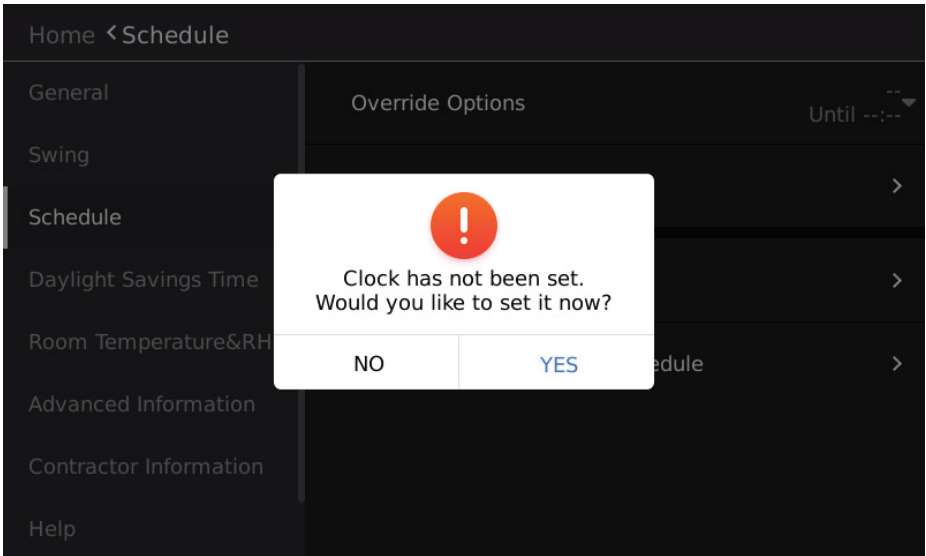 Home <Schedule
General
Override Options
--
Until --:--
Swing
Schedule
Clock has not been set.
Would you like to set it now?
Daylight Savings Time
Room Temperature&RH
NO
YES
edule
Advanced Information
Contractor Information
Help